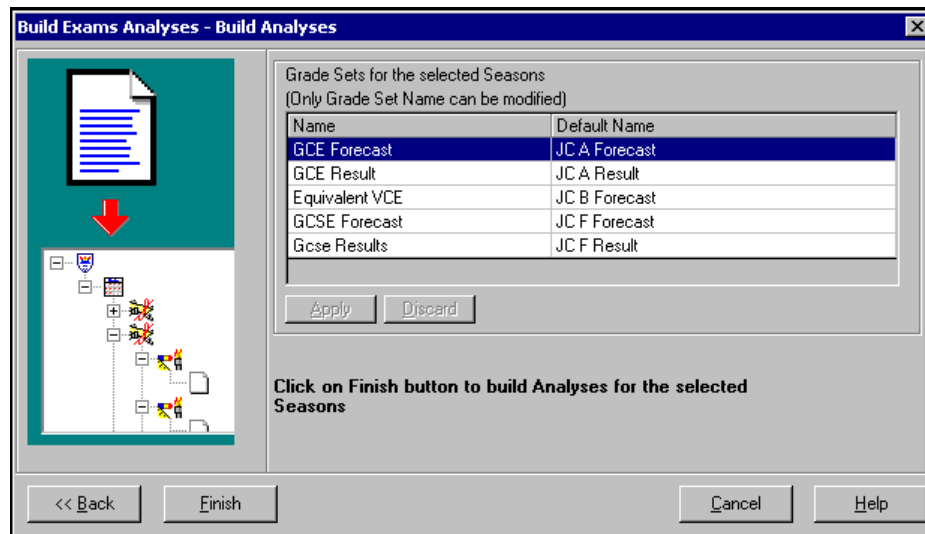 Build Exams Analyses - Build Analyses
Grade Sets for the selected Seasons
(Only Grade Set Name can be modified)
Name Default Name
GCE Forecast JC A Forecast
GCE Result JC A Result
Equivalent VCE JC B Forecast
GCSE Forecast JC F Forecast
Gcse Results JC F Result
Apply Discard
Click on Finish button to build Analyses for the selected
Seasons
<< Back Finish Cancel Help